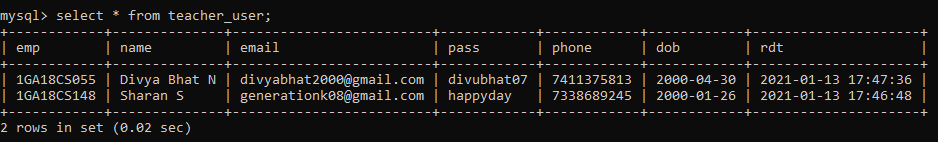 mysql> select * from teacher_user;
+------------+--------------+-------------------------+------------+------------+------------+---------------------+
| emp | name | email | pass | phone | dob | rdt |
+------------+--------------+-------------------------+------------+------------+------------+---------------------+
| 1GA18CS055 | Divya Bhat N | divyabhat2000@gmail.com | divubhat07 | 7411375813 | 2000-04-30 | 2021-01-13 17:47:36 |
| 1GA18CS148 | Sharan S | generationk08@gmail.com | happyday | 7338689245 | 2000-01-26 | 2021-01-13 17:46:48 |
+------------+--------------+-------------------------+------------+------------+------------+---------------------+
2 rows in set (0.02 sec)